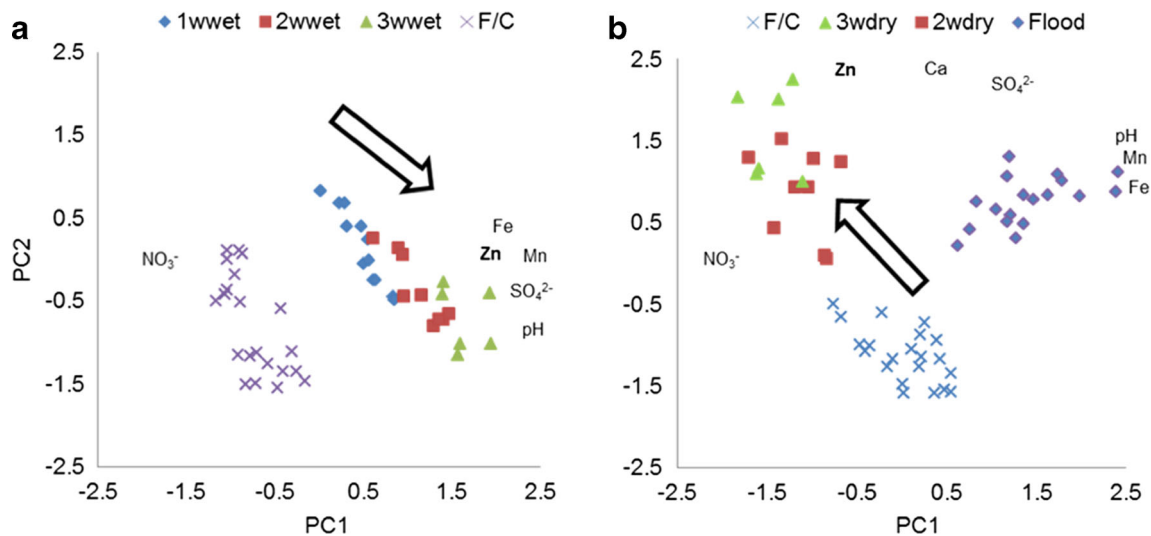 a
1wwet 2wwet 3wwet F/C
2.5
1.5
0.5
-0.5
-1.5
-2.5
PC2
NO₃⁻
Fe
Zn Mn
SO₄²⁻
pH
-2.5 -1.5 -0.5 0.5 1.5 2.5
PC1
b
F/C 3wdry 2wdry Flood
2.5
1.5
0.5
-0.5
-1.5
-2.5
Zn Ca
SO₄²⁻
pH
Mn
Fe
NO₃⁻
-2.5 -1.5 -0.5 0.5 1.5 2.5
PC1